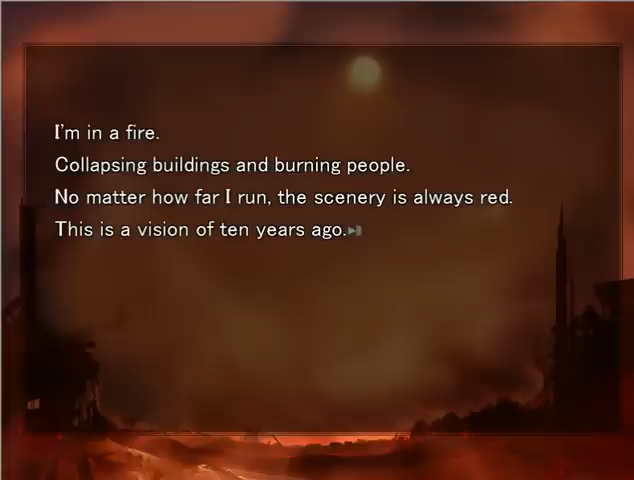 I'm in a fire.
Collapsing buildings and burning people.
No matter how far I run, the scenery is always red.
This is a vision of ten years ago.